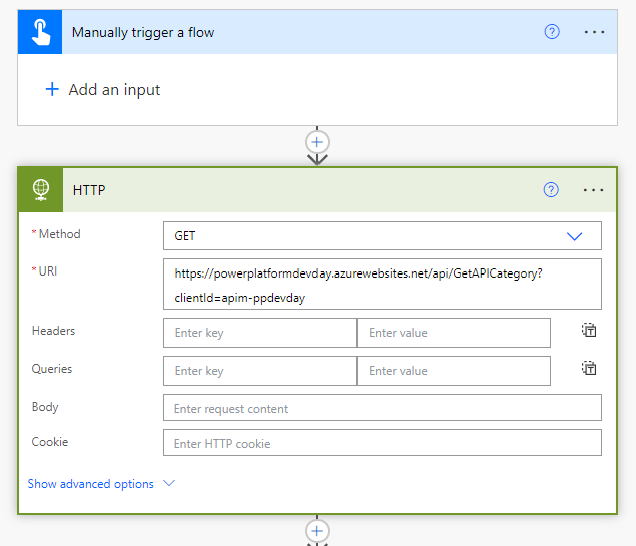 Manually trigger a flow
Add an input
HTTP
* Method
GET
* URI
https://powerplatformdevday.azurewebsites.net/api/GetAPICategory?
clientId=apim-ppdevday
Headers
Enter key
Enter value
Queries
Enter key
Enter value
Body
Enter request content
Cookie
Enter HTTP cookie
Show advanced options